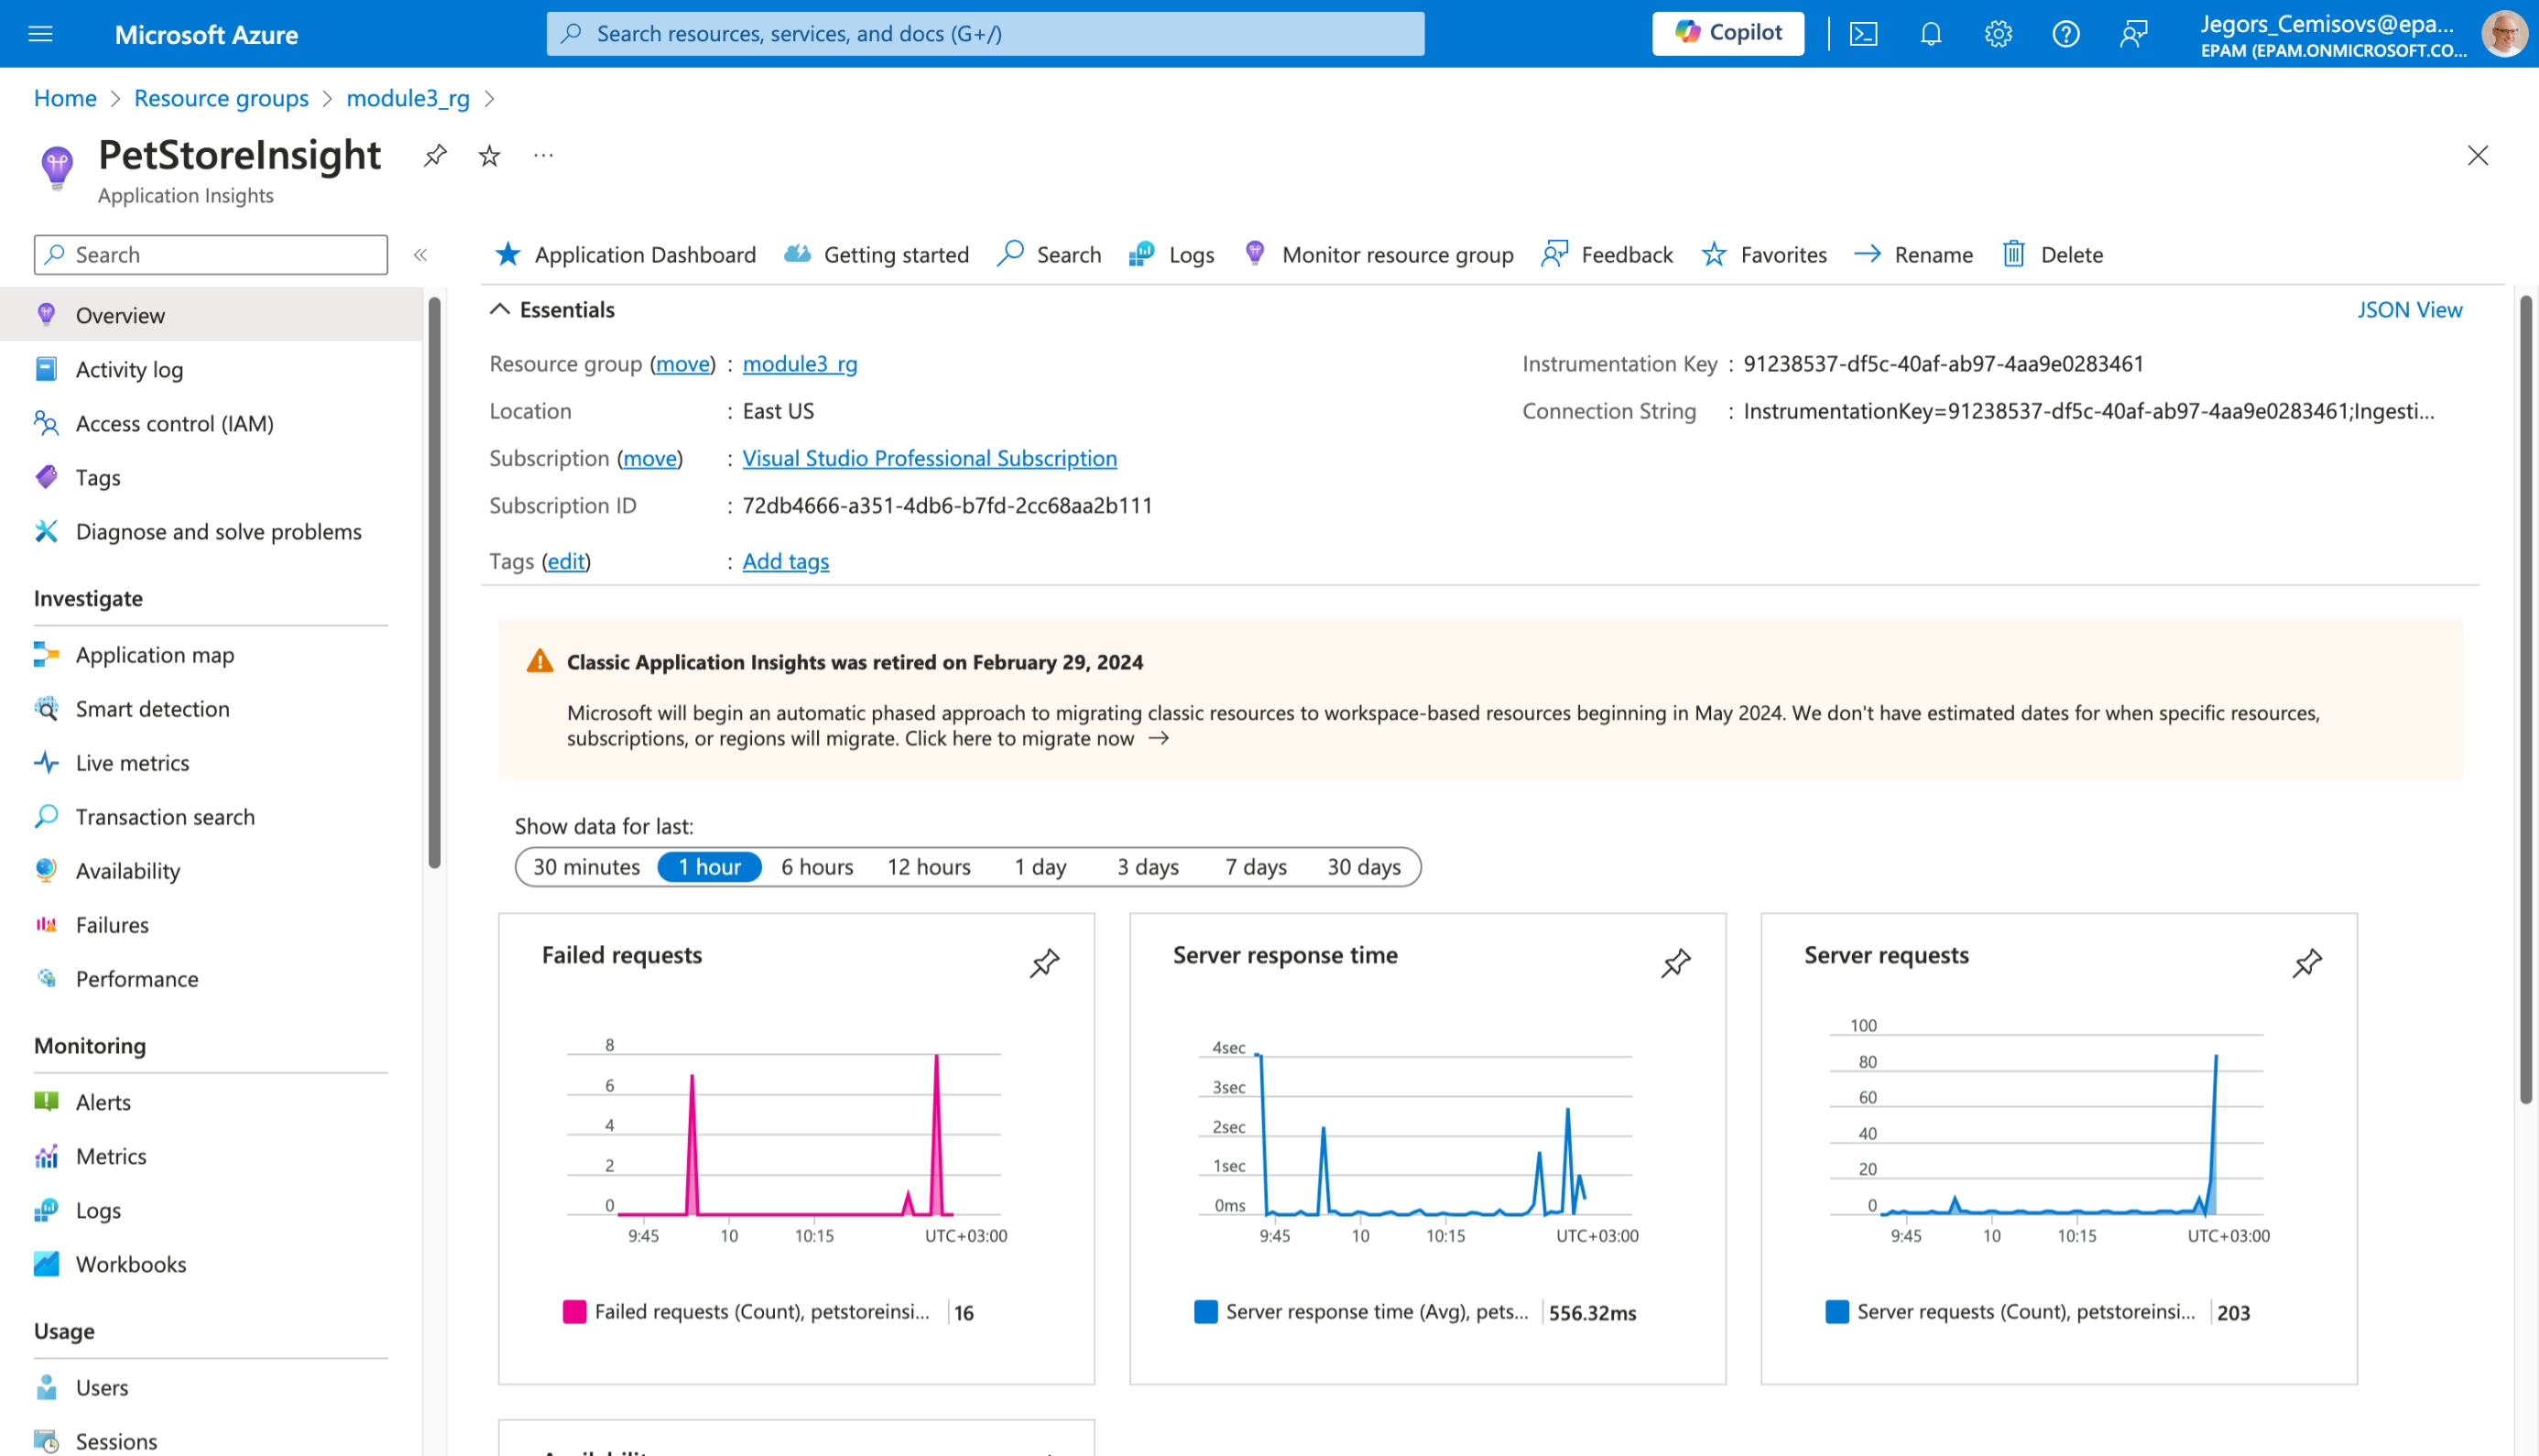 Microsoft Azure
Search resources, services, and docs (G+/)
Copilot
Jegors_Cemisovs@epa...
EPAM (EPAM.ONMICROSOFT.CO...
Home > Resource groups > module3_rg >
PetStoreInsight
Application Insights
Search
Application Dashboard
Getting started
Search
Logs
Monitor resource group
Feedback
Favorites
Rename
Delete
Overview
Activity log
Access control (IAM)
Tags
Diagnose and solve problems
Investigate
Application map
Smart detection
Live metrics
Transaction search
Availability
Failures
Performance
Monitoring
Alerts
Metrics
Logs
Workbooks
Usage
Users
Sessions
Essentials
JSON View
Resource group (move) : module3_rg
Location : East US
Subscription (move) : Visual Studio Professional Subscription
Subscription ID : 72db4666-a351-4db6-b7fd-2cc68aa2b111
Tags (edit) : Add tags
Instrumentation Key : 91238537-df5c-40af-ab97-4aa9e0283461
Connection String : InstrumentationKey=91238537-df5c-40af-ab97-4aa9e0283461;Ingesti...
Classic Application Insights was retired on February 29, 2024
Microsoft will begin an automatic phased approach to migrating classic resources to workspace-based resources beginning in May 2024. We don't have estimated dates for when specific resources,
subscriptions, or regions will migrate. Click here to migrate now →
Show data for last:
30 minutes
1 hour
6 hours
12 hours
1 day
3 days
7 days
30 days
Failed requests
8
6
4
2
0
9:45
10
10:15
UTC+03:00
Failed requests (Count), petstoreinsi...
16
Server response time
4sec
3sec
2sec
1sec
0ms
9:45
10
10:15
UTC+03:00
Server response time (Avg), pets...
556.32ms
Server requests
100
80
60
40
20
0
9:45
10
10:15
UTC+03:00
Server requests (Count), petstoreinsi...
203